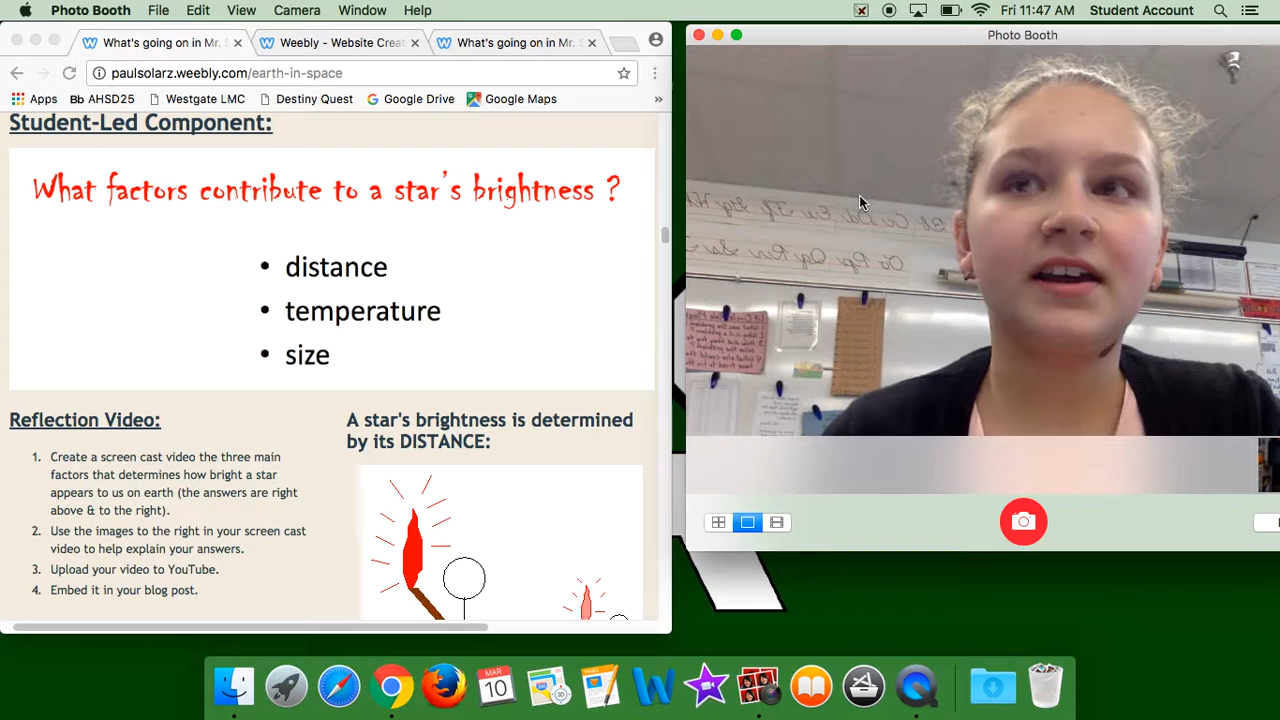 Photo Booth File Edit View Camera Window Help Fri 11:47 AM Student Account
What's going on in Mr. S Weebly - Website Creat What's going on in Mr. S
paulsolarz.weebly.com/earth-in-space
Apps Bb AHSD25 Westgate LMC Destiny Quest Google Drive Google Maps »
Photo Booth
Student-Led Component:
What factors contribute to a star's brightness ?
• distance
• temperature
• size
Reflection Video:
1. Create a screen cast video the three main
factors that determines how bright a star
appears to us on earth (the answers are right
above & to the right).
2. Use the images to the right in your screen cast
video to help explain your answers.
3. Upload your video to YouTube.
4. Embed it in your blog post.
A star's brightness is determined
by its DISTANCE:
MAR
10